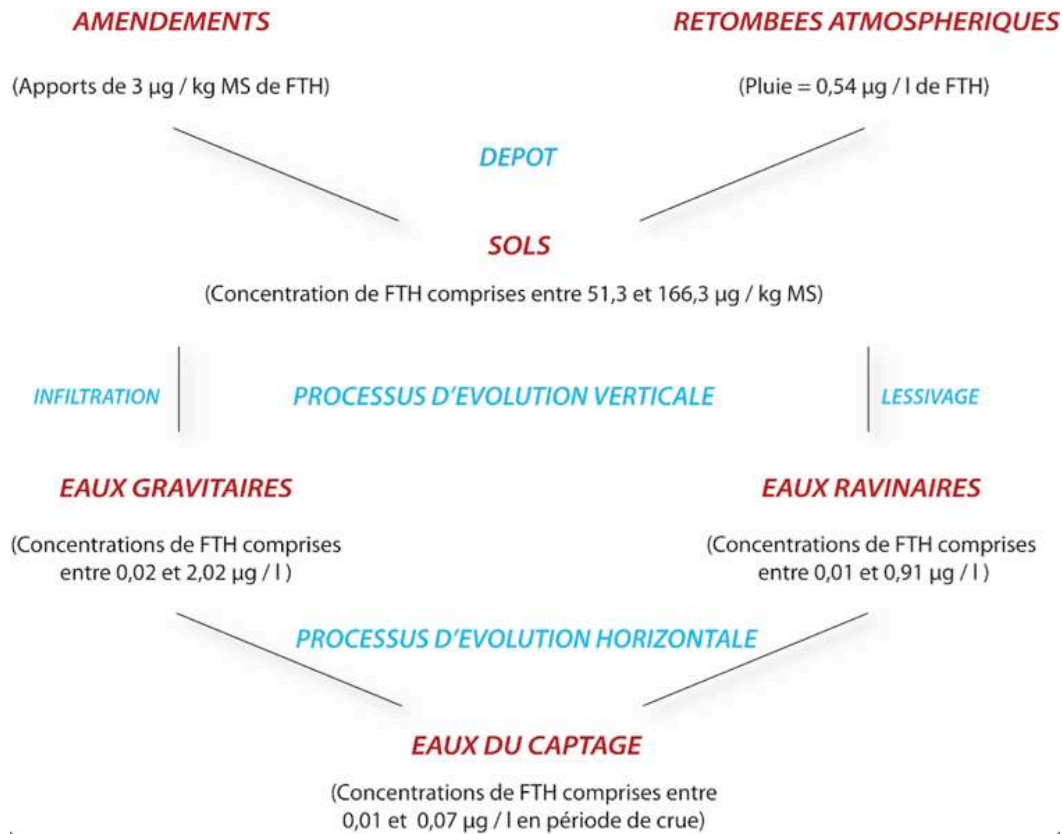 AMENDEMENTS
RETOMBEES ATMOSPHERIQUES
(Apports de 3 µg / kg MS de FTH)
(Pluie = 0,54 µg / l de FTH)
DEPOT
SOLS
(Concentration de FTH comprises entre 51,3 et 166,3 µg / kg MS)
INFILTRATION
PROCESSUS D'EVOLUTION VERTICALE
LESSIVAGE
EAUX GRAVITAIRES
EAUX RAVINAIRES
(Concentrations de FTH comprises
entre 0,02 et 2,02 µg / l )
(Concentrations de FTH comprises
entre 0,01 et 0,91 µg / l )
PROCESSUS D'EVOLUTION HORIZONTALE
EAUX DU CAPTAGE
(Concentrations de FTH comprises entre
0,01 et 0,07 µg / l en période de crue)